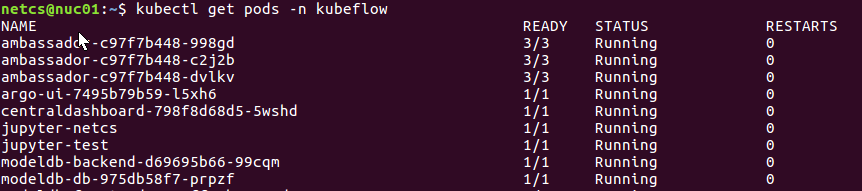 netcs@nuc01:~$ kubectl get pods -n kubeflow
NAME READY STATUS RESTARTS
ambassador-c97f7b448-998gd 3/3 Running 0
ambassador-c97f7b448-c2j2b 3/3 Running 0
ambassador-c97f7b448-dvlkv 3/3 Running 0
argo-ui-7495b79b59-l5xh6 1/1 Running 0
centraldashboard-798f8d68d5-5wshd 1/1 Running 0
jupyter-netcs 1/1 Running 0
jupyter-test 1/1 Running 0
modeldb-backend-d69695b66-99cqm 1/1 Running 0
modeldb-db-975db58f7-prpzf 1/1 Running 0